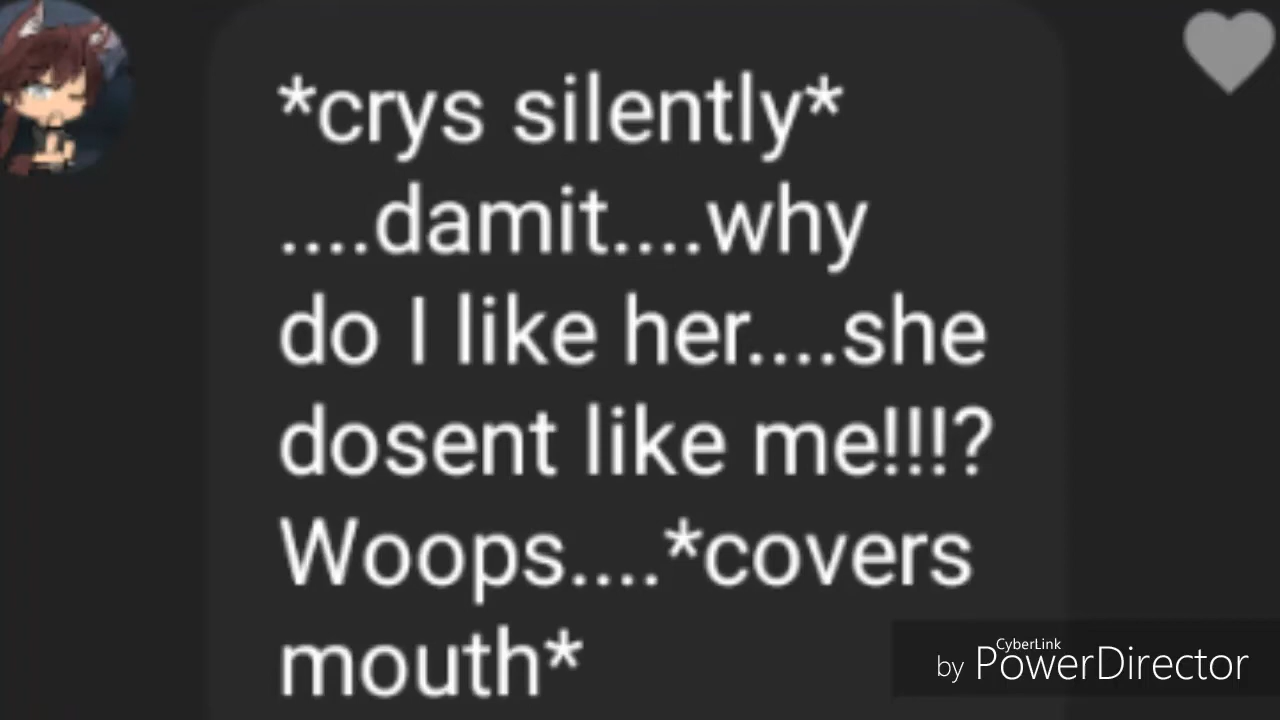 *crys silently*
....damit....why
do I like her....she
dosent like me!!!?
Woops....*covers
mouth*
CyberLink
by PowerDirector